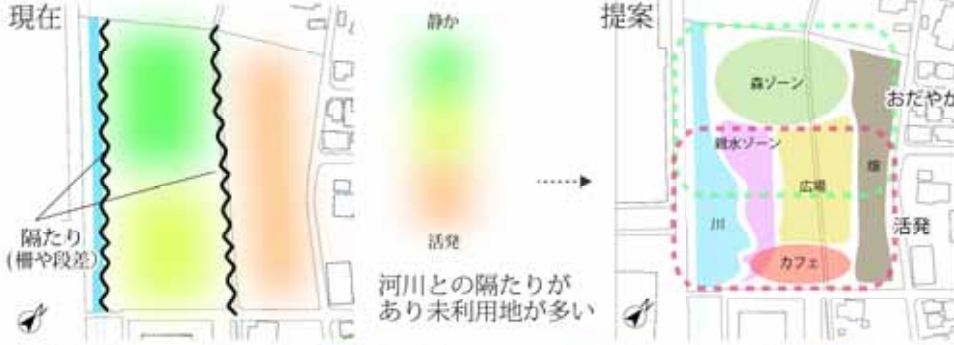 現在
隔たり
(柵や段差)
静か
活発
河川との隔たりが
あり未利用地が多い
提案
森ゾーン
おだやか
親水ゾーン
広場
畑
川
活発
カフェ